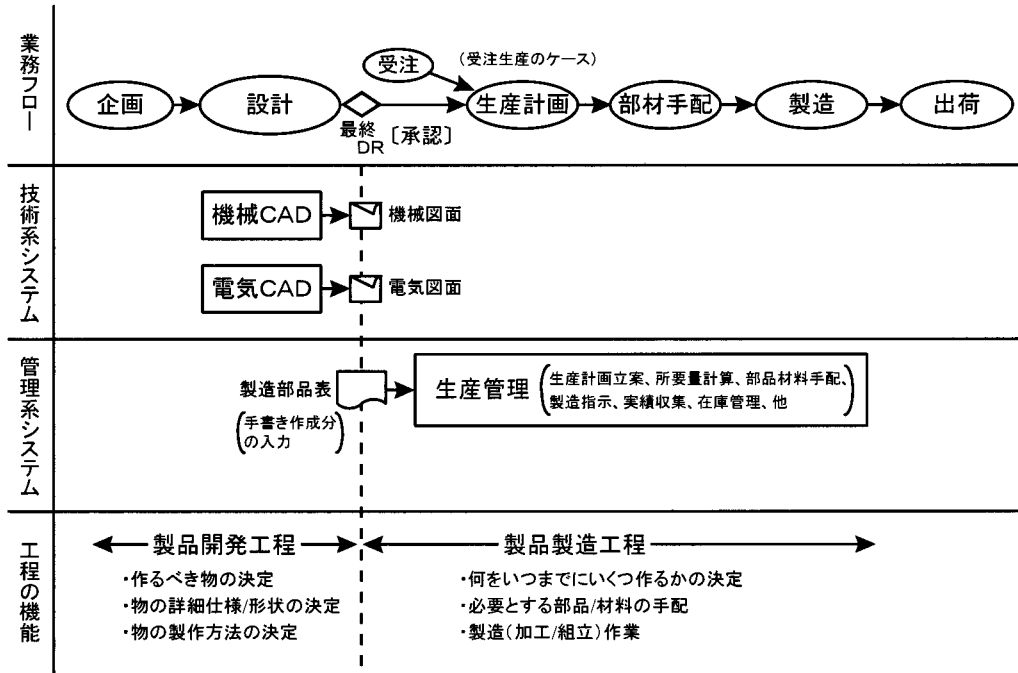 業務フロー
企画
設計
最終
DR
〔承認〕
受注
(受注生産のケース)
生産計画
部材手配
製造
出荷
技術系システム
機械CAD
機械図面
電気CAD
電気図面
管理系システム
製造部品表
(手書き作成分
の入力)
生産管理
(生産計画立案、所要量計算、部品材料手配、
製造指示、実績収集、在庫管理、他)
工程の機能
製品開発工程
・作るべき物の決定
・物の詳細仕様/形状の決定
・物の製作方法の決定
製品製造工程
・何をいつまでにいくつ作るかの決定
・必要とする部品/材料の手配
・製造(加工/組立)作業